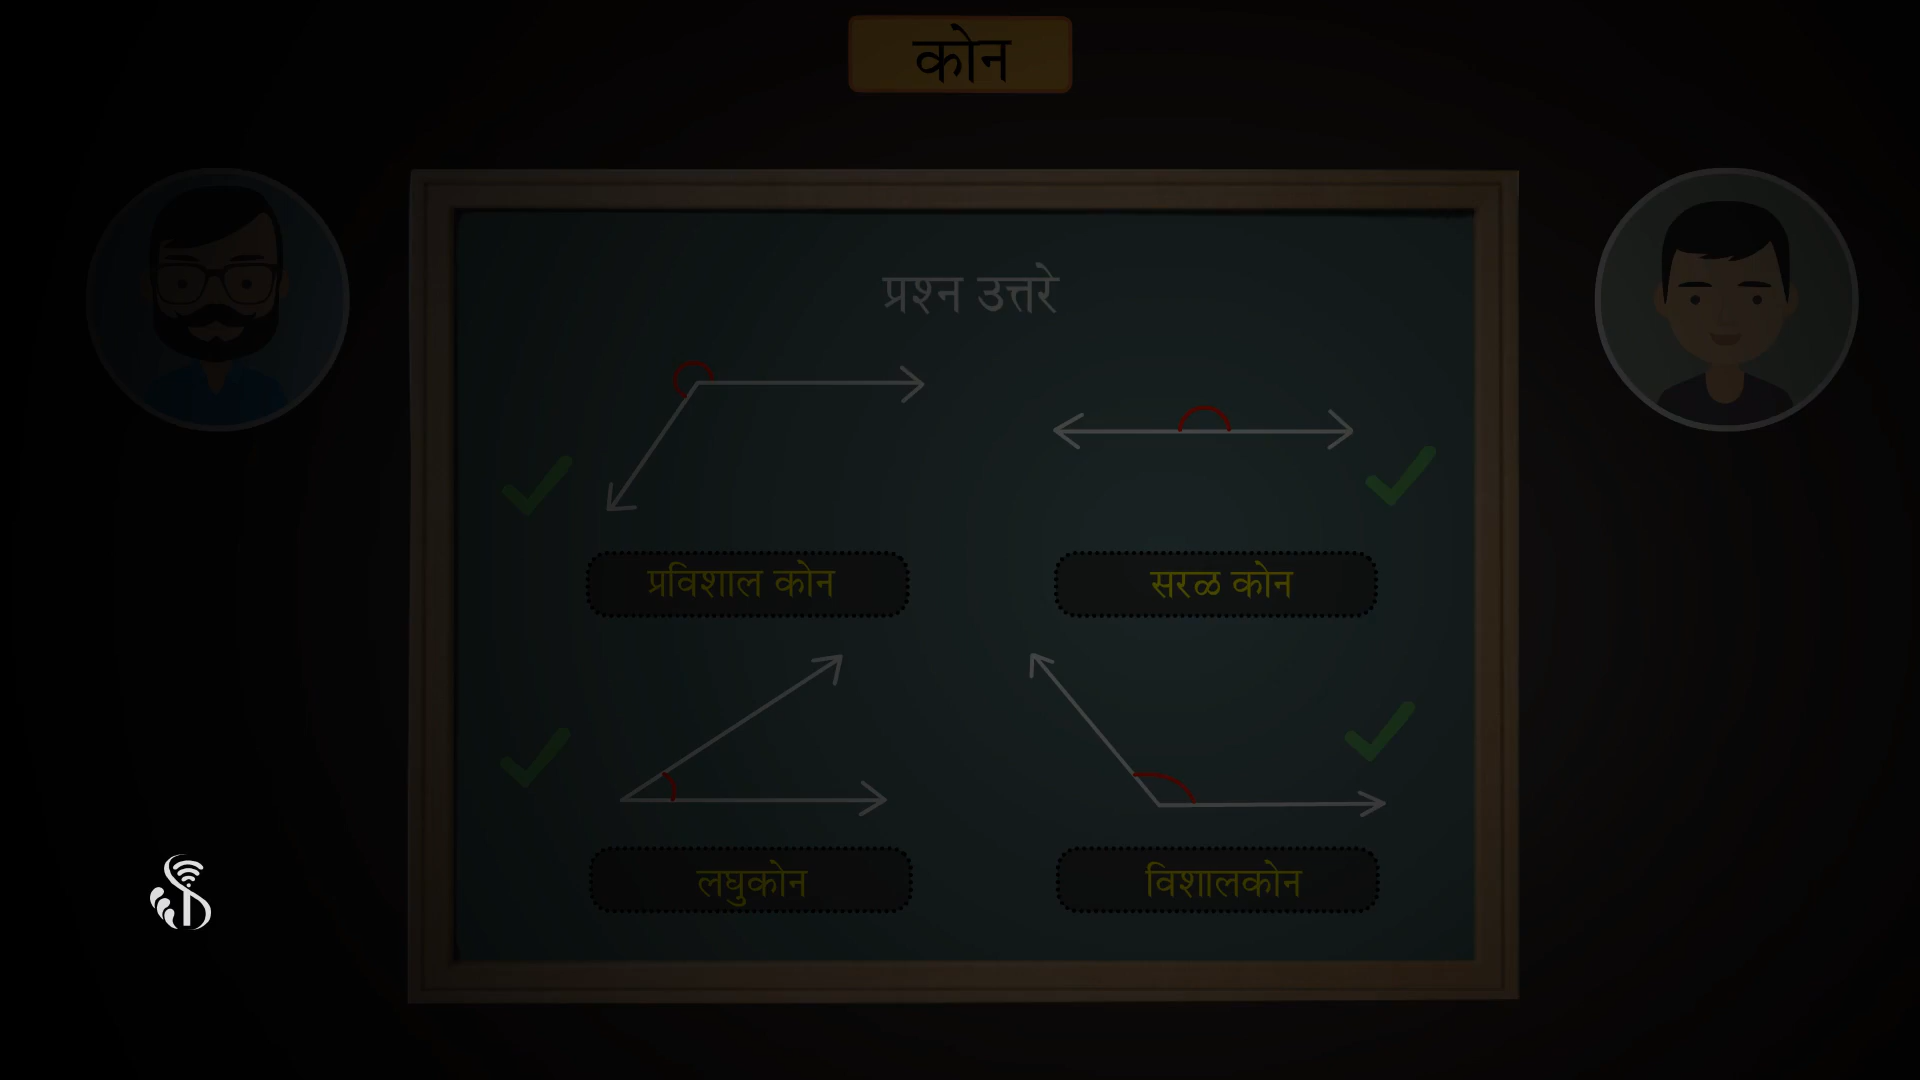 कोन
प्रश्न उत्तरे
प्रविशाल कोन
सरळ कोन
लघुकोन
विशालकोन